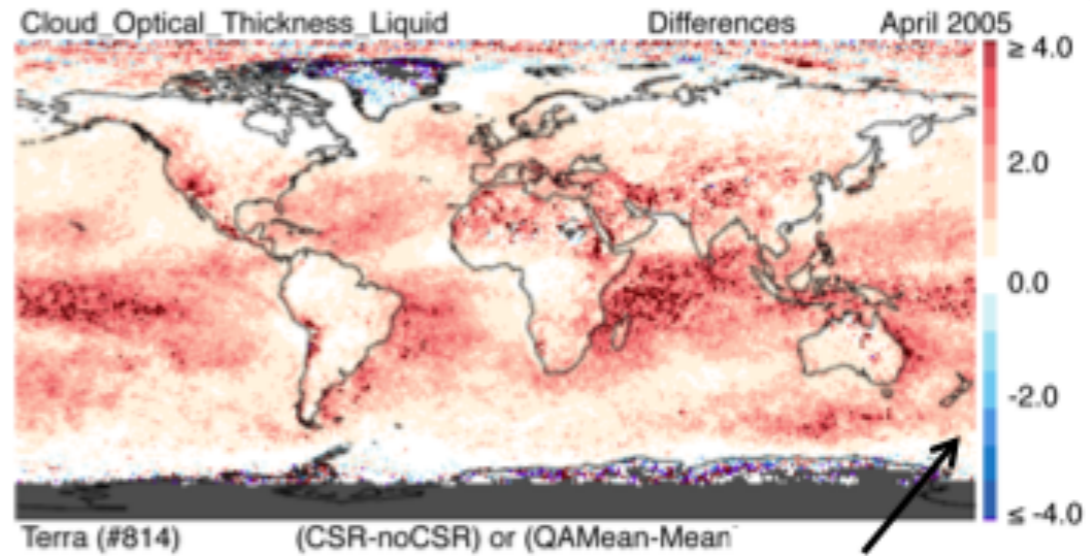 Cloud_Optical_Thickness_Liquid Differences April 2005
≥ 4.0
2.0
0.0
-2.0
≤ -4.0
Terra (#814) (CSR-noCSR) or (QAMean-Mean